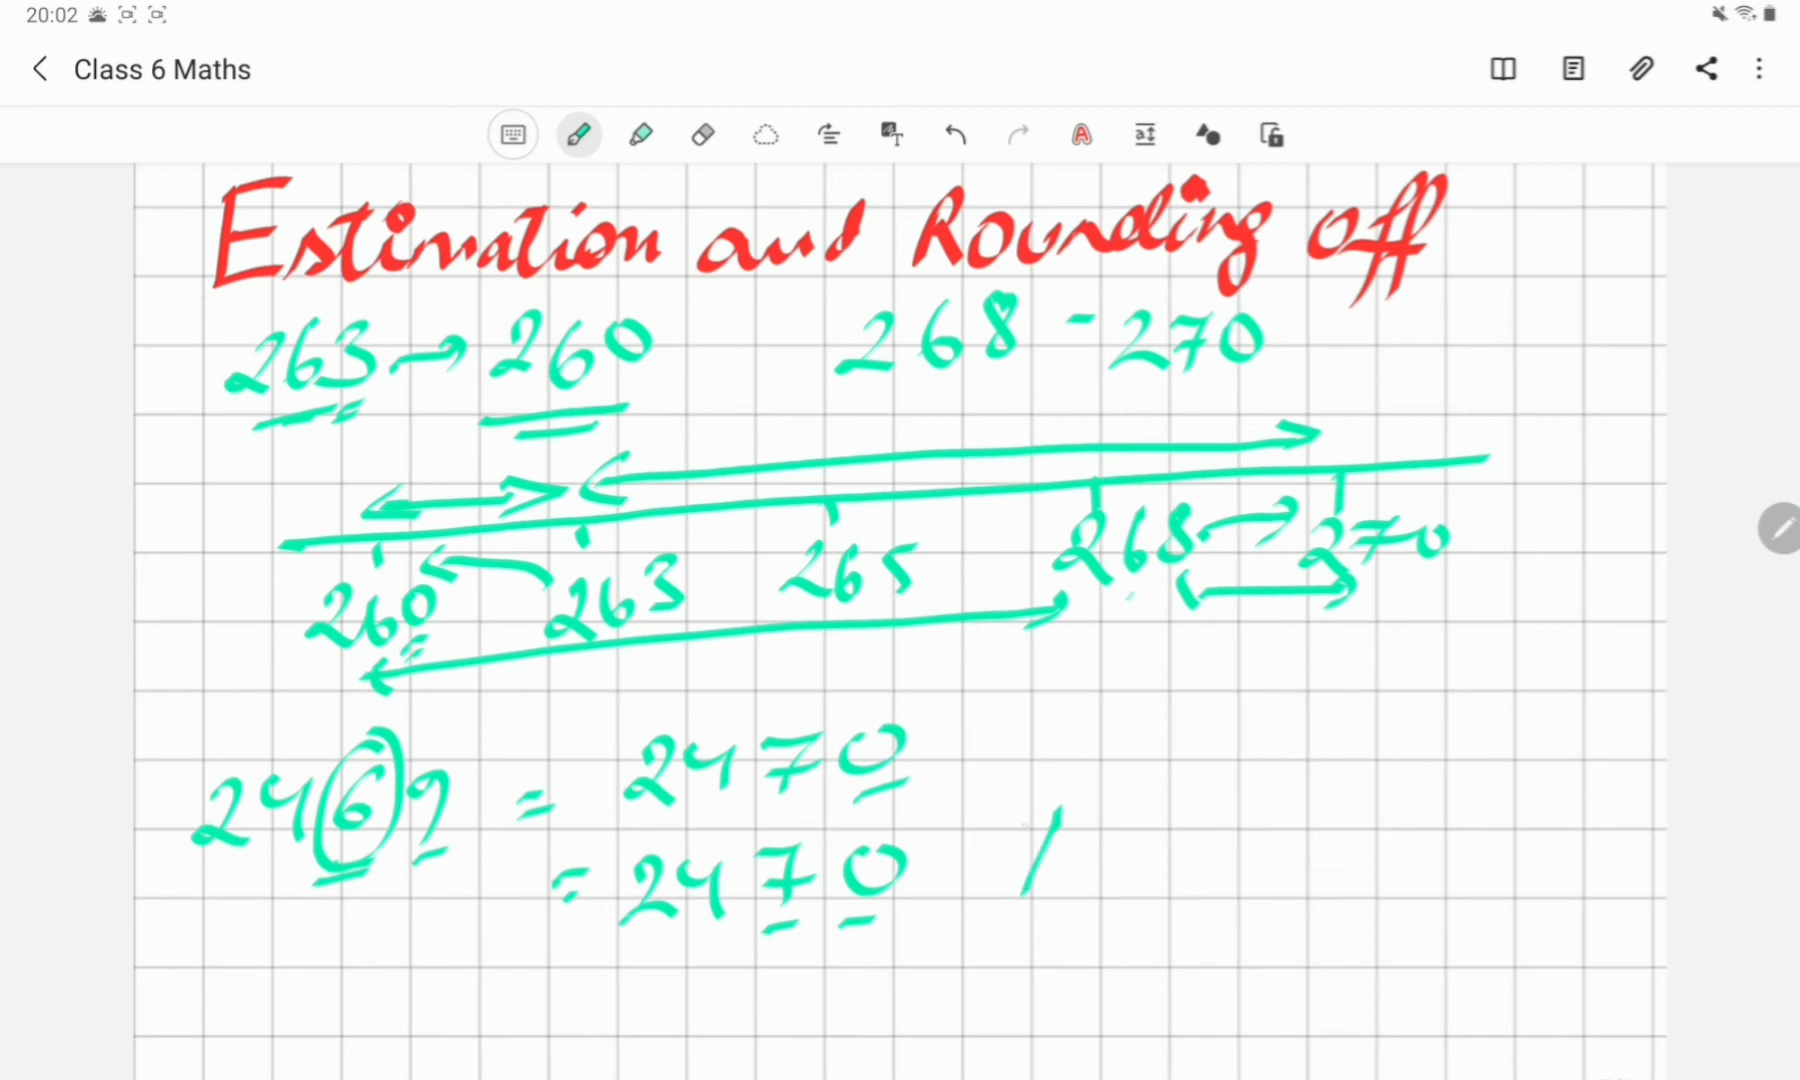 20:02
Class 6 Maths
Estimation and Rounding off
263 → 260 268 - 270
260 263 265 268 → 270
2469 = 2470
= 2470 /